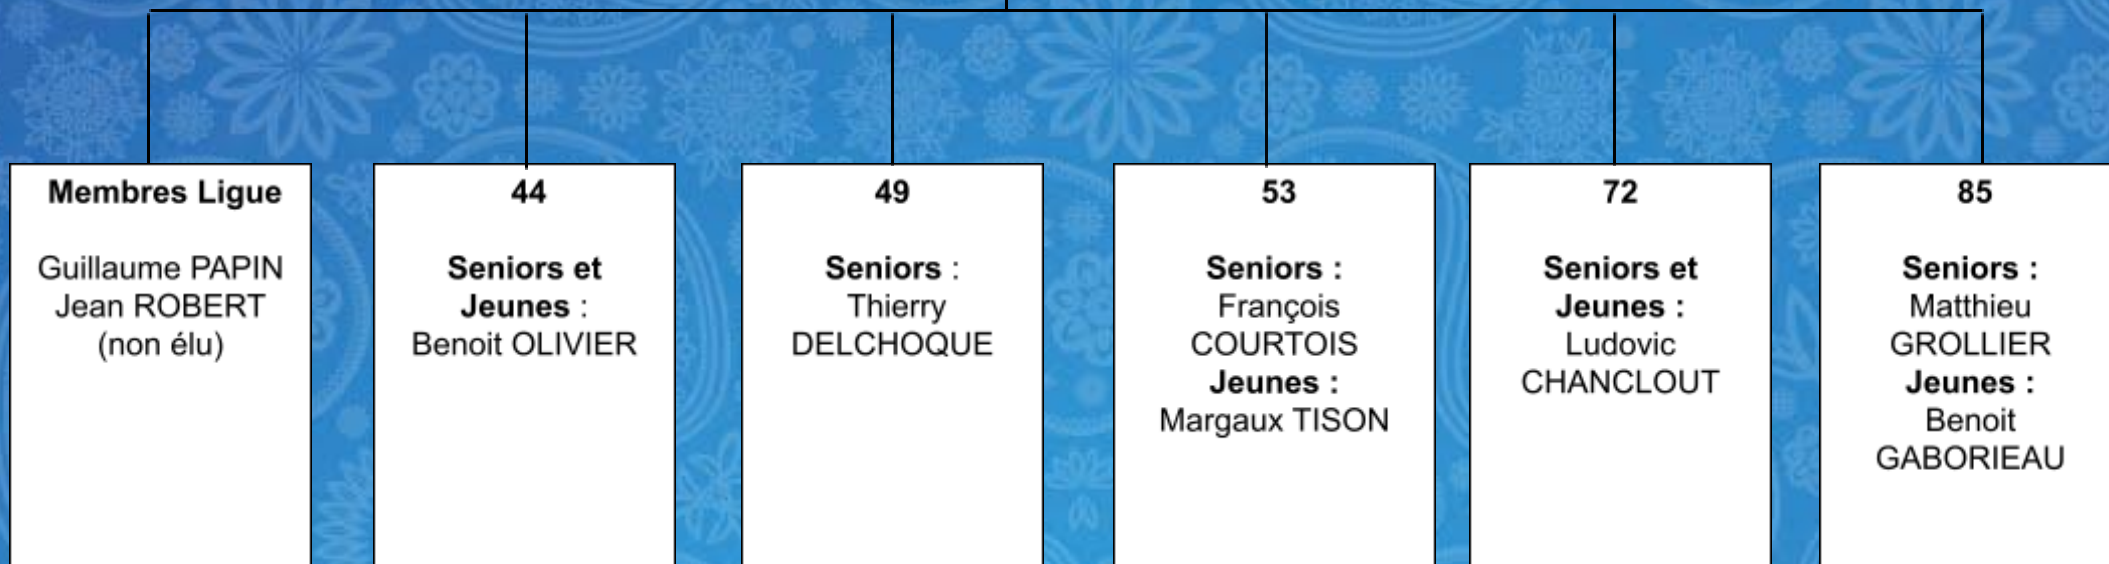 Membres Ligue
Guillaume PAPIN
Jean ROBERT
(non élu)
44
Seniors et
Jeunes :
Benoit OLIVIER
49
Seniors :
Thierry
DELCHOQUE
53
Seniors :
François
COURTOIS
Jeunes :
Margaux TISON
72
Seniors et
Jeunes :
Ludovic
CHANCLOUT
85
Seniors :
Matthieu
GROLLIER
Jeunes :
Benoit
GABORIEAU